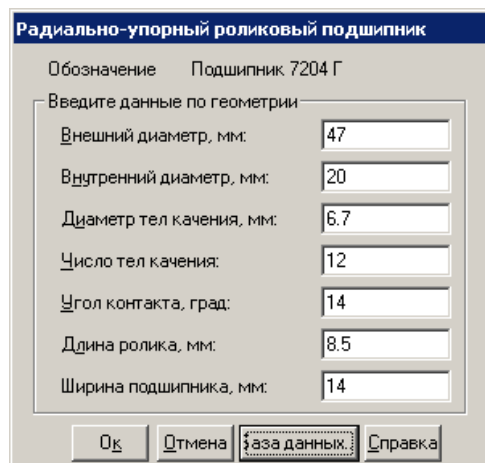 Радиально-упорный роликовый подшипник
Обозначение Подшипник 7204 Г
Введите данные по геометрии
Внешний диаметр, мм: 47
Внутренний диаметр, мм: 20
Диаметр тел качения, мм: 6.7
Число тел качения: 12
Угол контакта, град: 14
Длина ролика, мм: 8.5
Ширина подшипника, мм: 14
Ок Отмена База данных. Справка